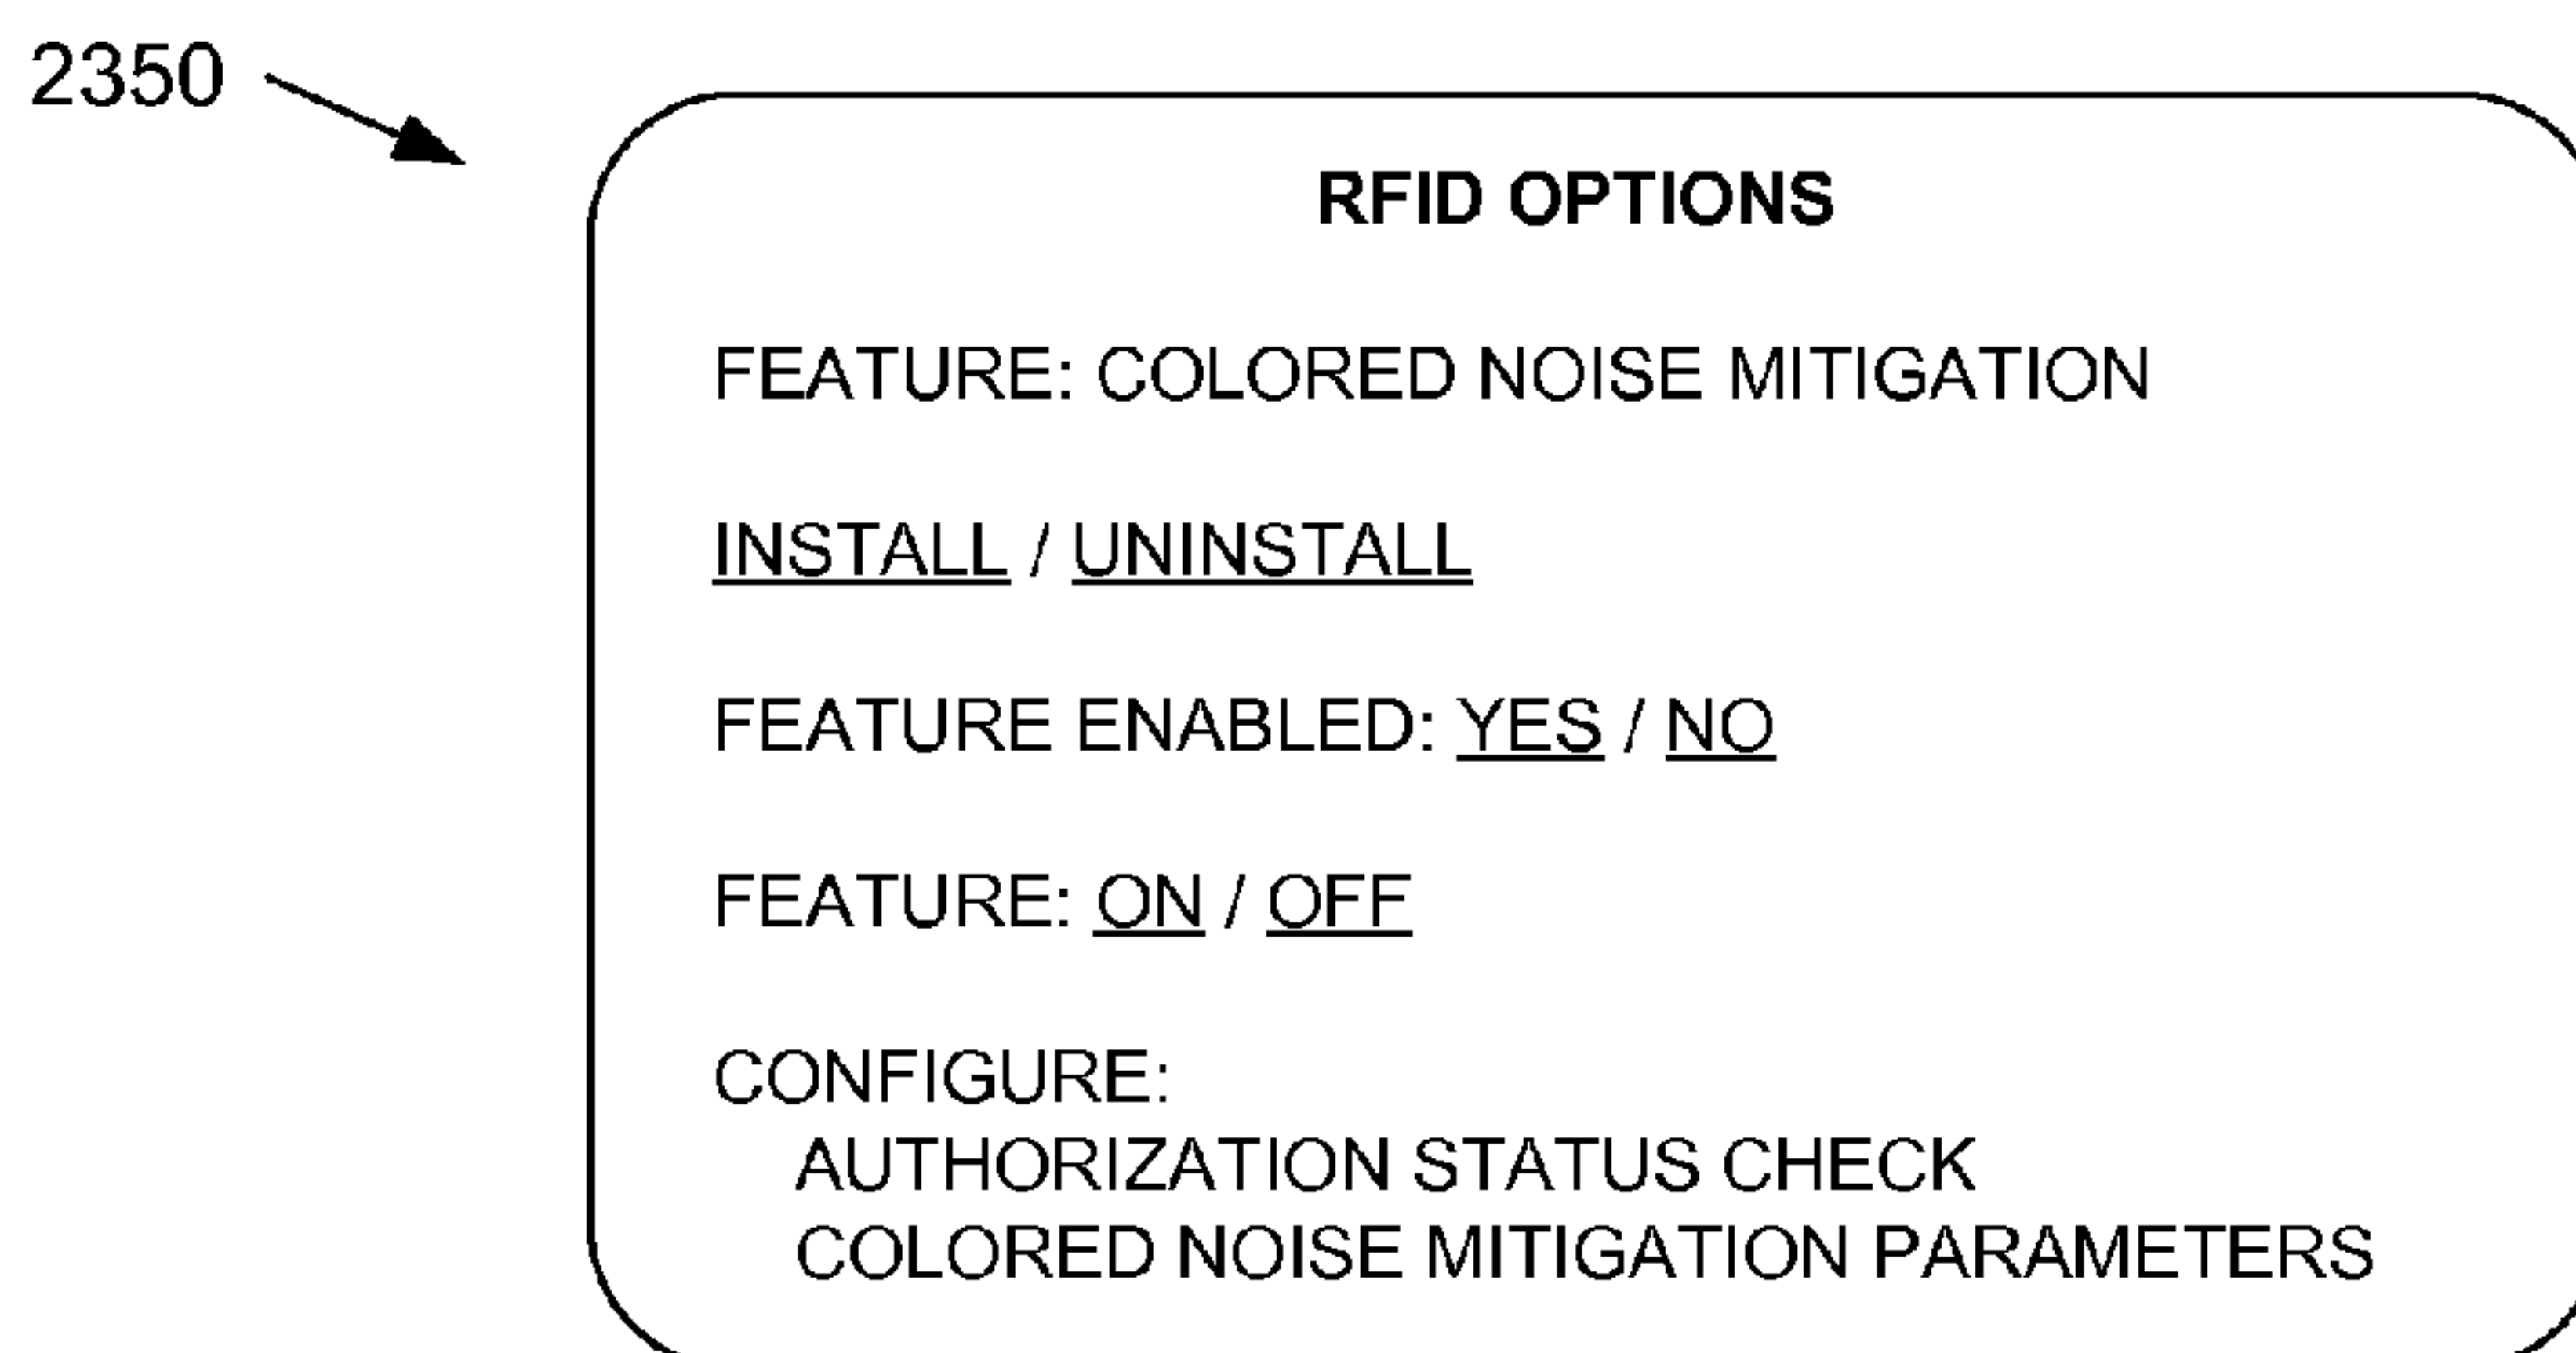 2350
RFID OPTIONS
FEATURE: COLORED NOISE MITIGATION
INSTALL / UNINSTALL
FEATURE ENABLED: YES / NO
FEATURE: ON / OFF
CONFIGURE:
AUTHORIZATION STATUS CHECK
COLORED NOISE MITIGATION PARAMETERS